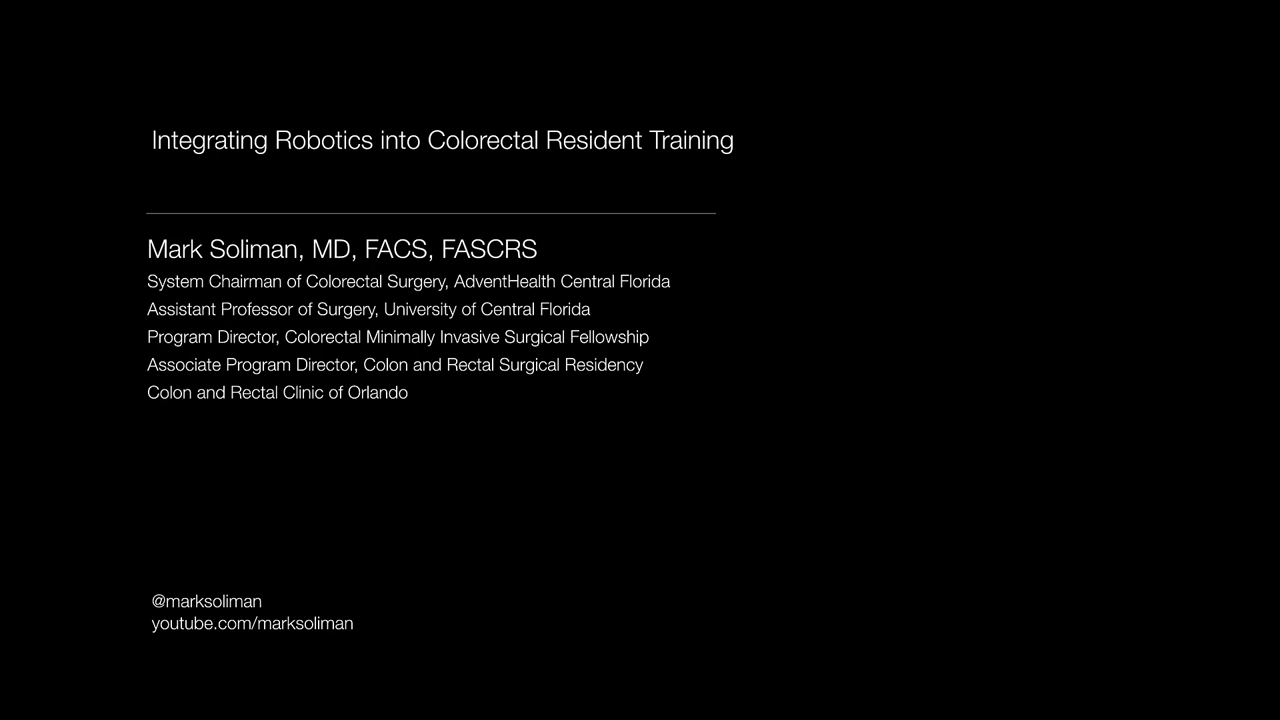 Integrating Robotics into Colorectal Resident Training
Mark Soliman, MD, FACS, FASCRS
System Chairman of Colorectal Surgery, AdventHealth Central Florida
Assistant Professor of Surgery, University of Central Florida
Program Director, Colorectal Minimally Invasive Surgical Fellowship
Associate Program Director, Colon and Rectal Surgical Residency
Colon and Rectal Clinic of Orlando
@marksoliman
youtube.com/marksoliman